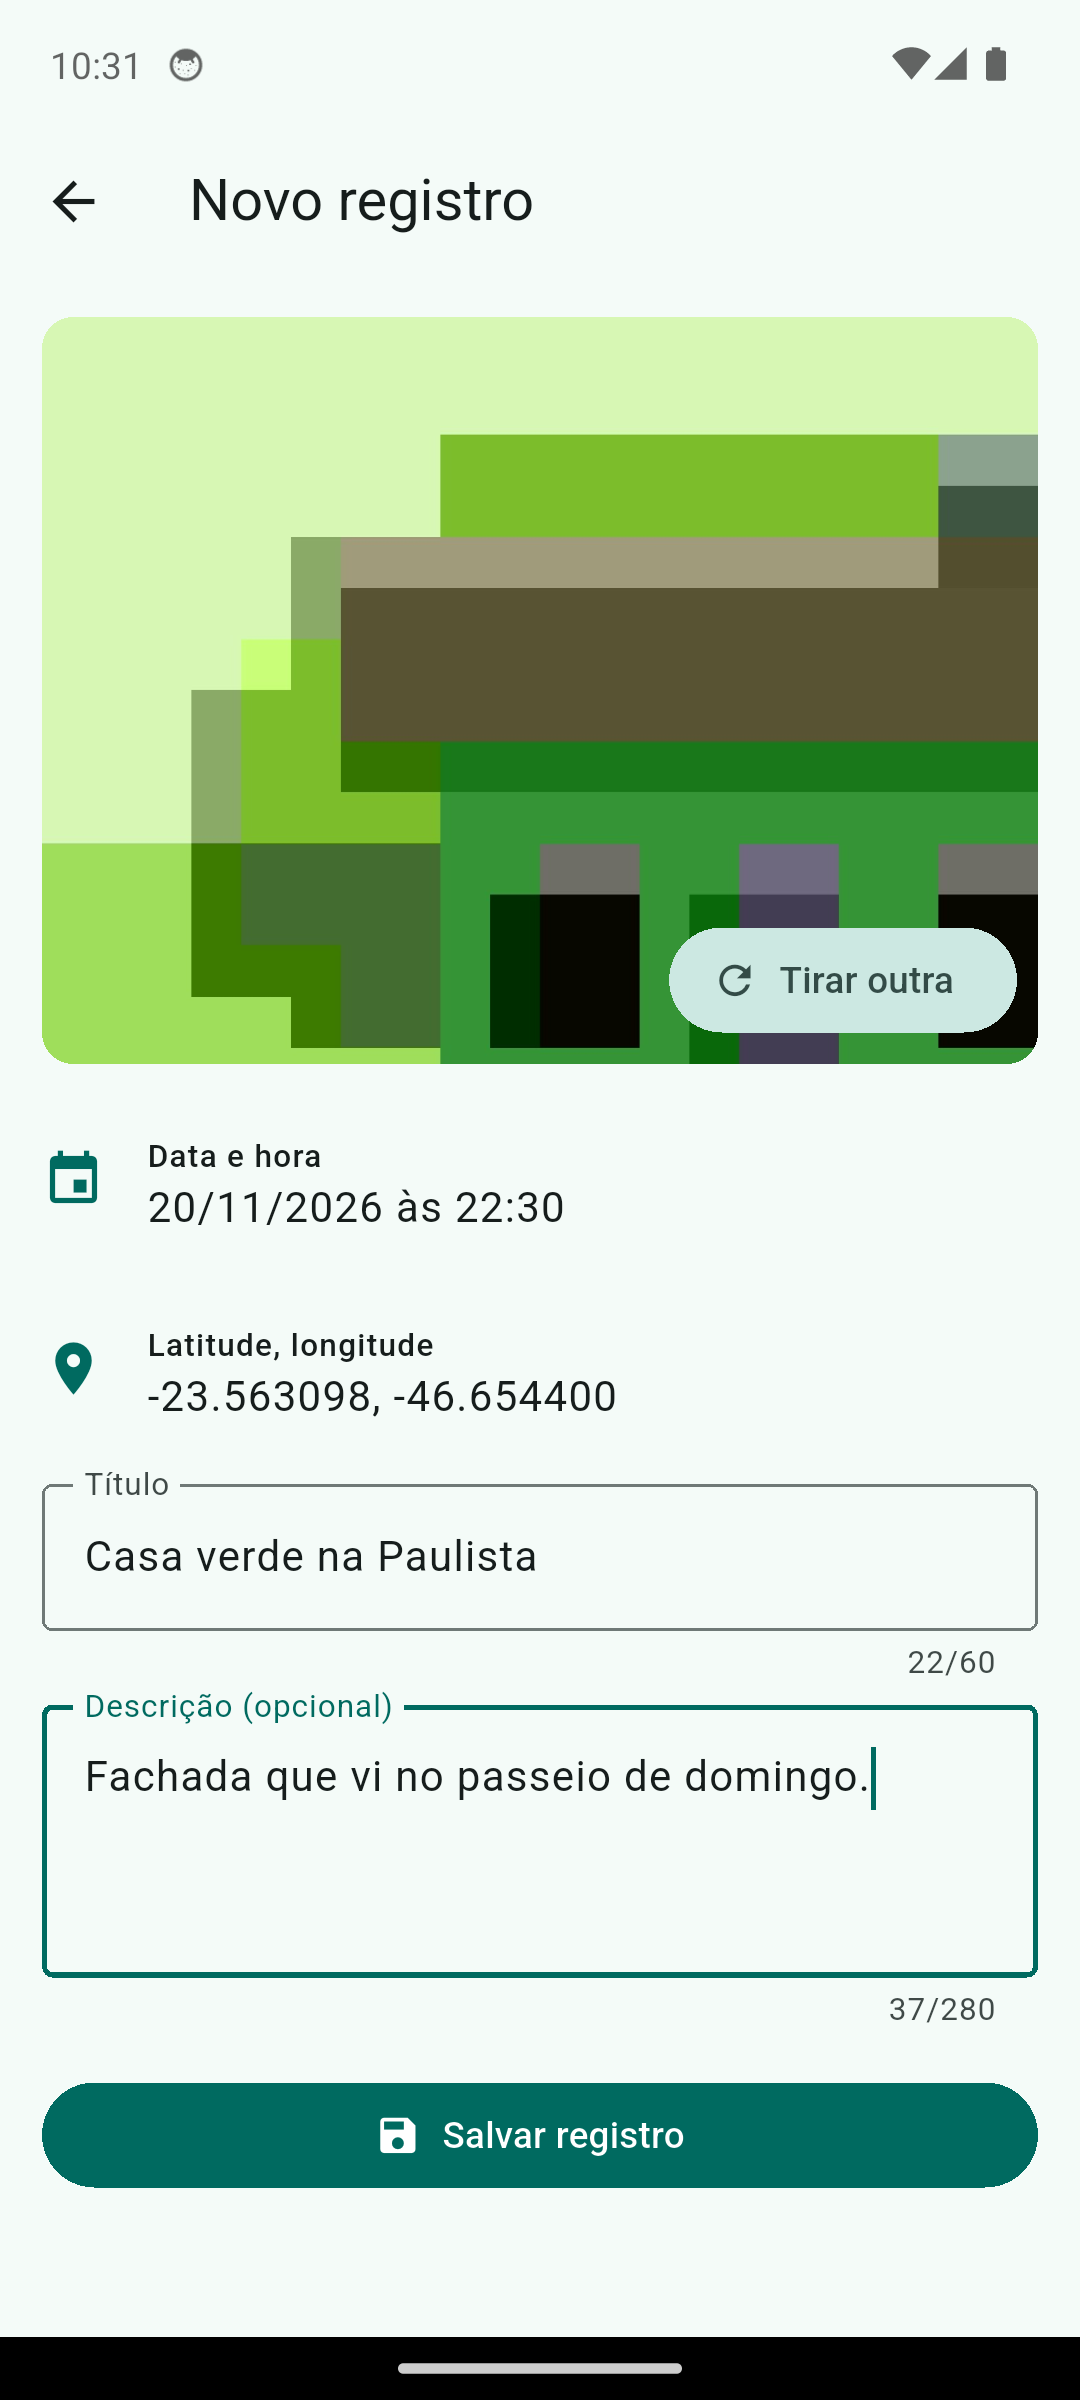 10:31
Novo registro
Tirar outra
Data e hora
20/11/2026 às 22:30
Latitude, longitude
-23.563098, -46.654400
Título
Casa verde na Paulista
22/60
Descrição (opcional)
Fachada que vi no passeio de domingo.
37/280
Salvar registro